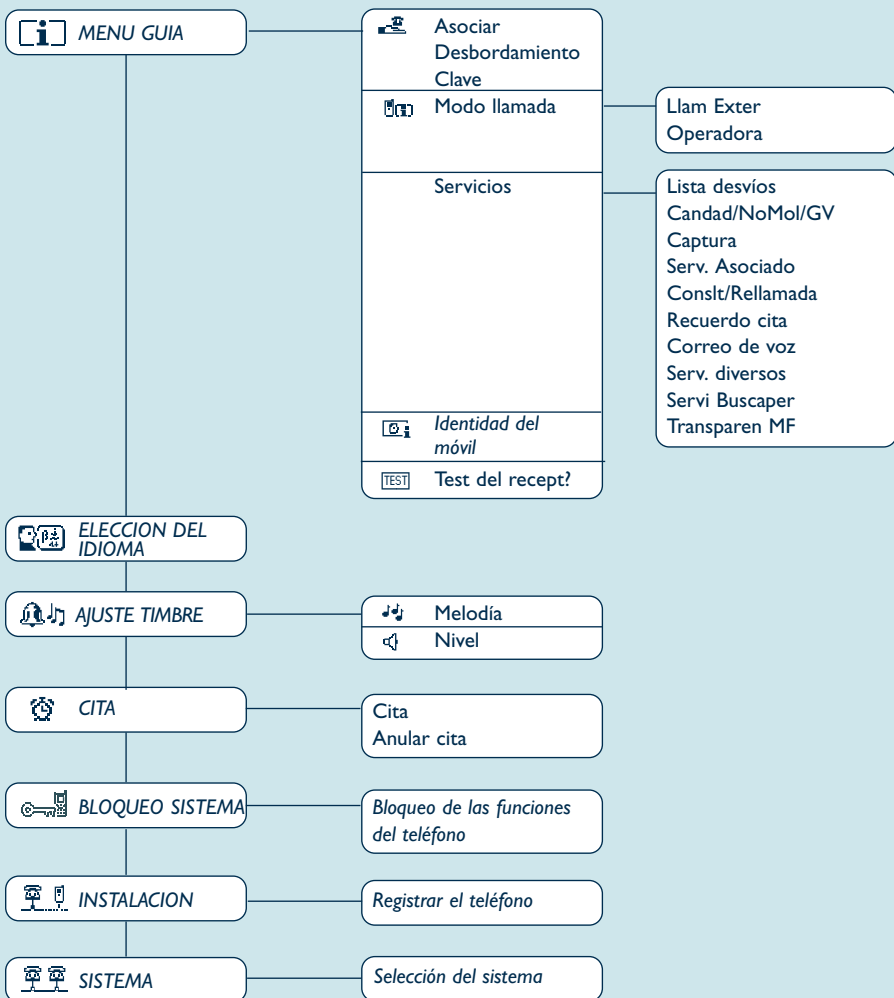 MENU GUIA
Asociar
Desbordamiento
Clave
Modo llamada
Llam Exter
Operadora
Servicios
Lista desvíos
Candad/NoMol/GV
Captura
Serv. Asociado
Conslt/Rellamada
Recuerdo cita
Correo de voz
Serv. diversos
Servi Buscaper
Transparen MF
Identidad del
móvil
TEST
Test del recept?
ELECCION DEL
IDIOMA
AJUSTE TIMBRE
Melodía
Nivel
CITA
Cita
Anular cita
BLOQUEO SISTEMA
Bloqueo de las funciones
del teléfono
INSTALACION
Registrar el teléfono
SISTEMA
Selección del sistema